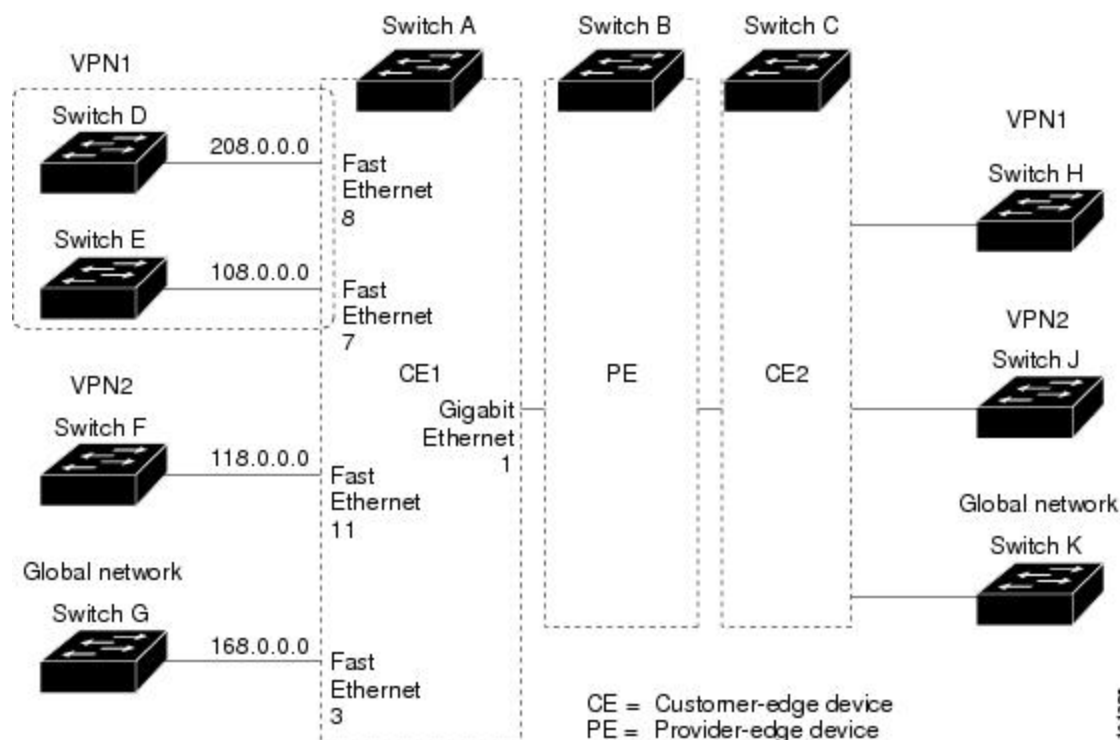 Switch A
Switch B
Switch C
VPN1
Switch D
208.0.0.0
Fast
Ethernet
8
Switch E
108.0.0.0
Fast
Ethernet
7
VPN2
Switch F
118.0.0.0
Fast
Ethernet
11
Global network
Switch G
168.0.0.0
Fast
Ethernet
3
CE1
Gigabit
Ethernet
1
PE
CE2
VPN1
Switch H
VPN2
Switch J
Global network
Switch K
CE = Customer-edge device
PE = Provider-edge device